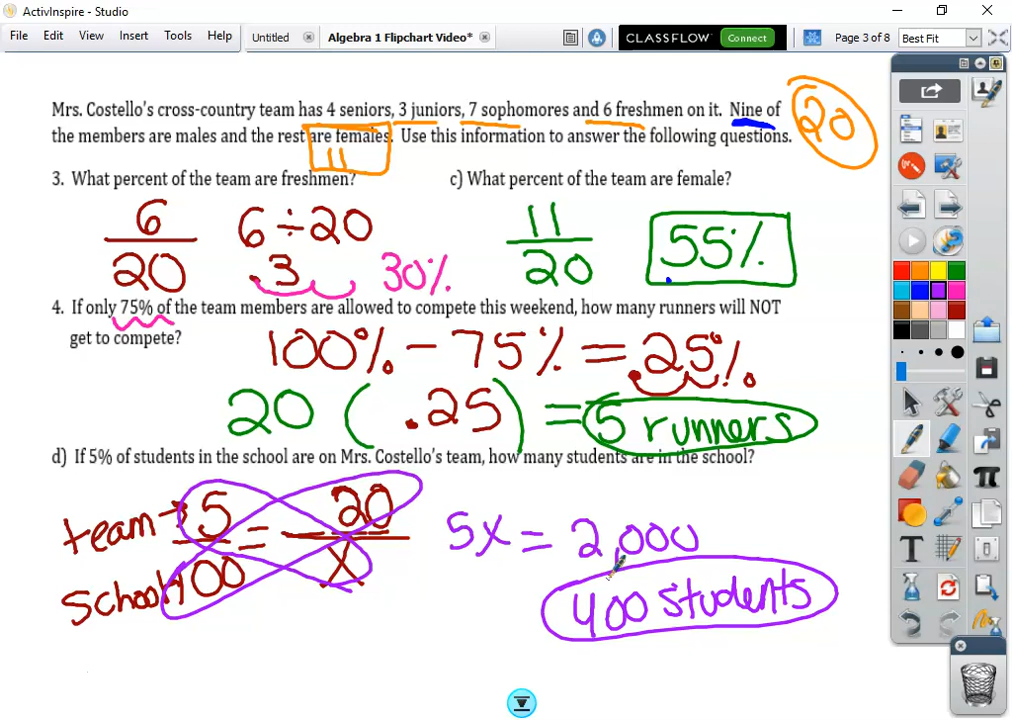 ActivInspire - Studio
File Edit View Insert Tools Help
Untitled
Algebra 1 Flipchart Video*
CLASSFLOW Connect
Page 3 of 8
Best Fit
Mrs. Costello's cross-country team has 4 seniors, 3 juniors, 7 sophomores and 6 freshmen on it. Nine of
the members are males and the rest are females. Use this information to answer the following questions.
20
11
3. What percent of the team are freshmen?
6/20
6 ÷ 20
.3 30%
c) What percent of the team are female?
11/20
55%
4. If only 75% of the team members are allowed to compete this weekend, how many runners will NOT
get to compete?
100% - 75% = .25%
20 ( .25 ) = 5 runners
d) If 5% of students in the school are on Mrs. Costello's team, how many students are in the school?
team → 5 = 20
school → 100 x
5x = 2,000
400 students
T
π